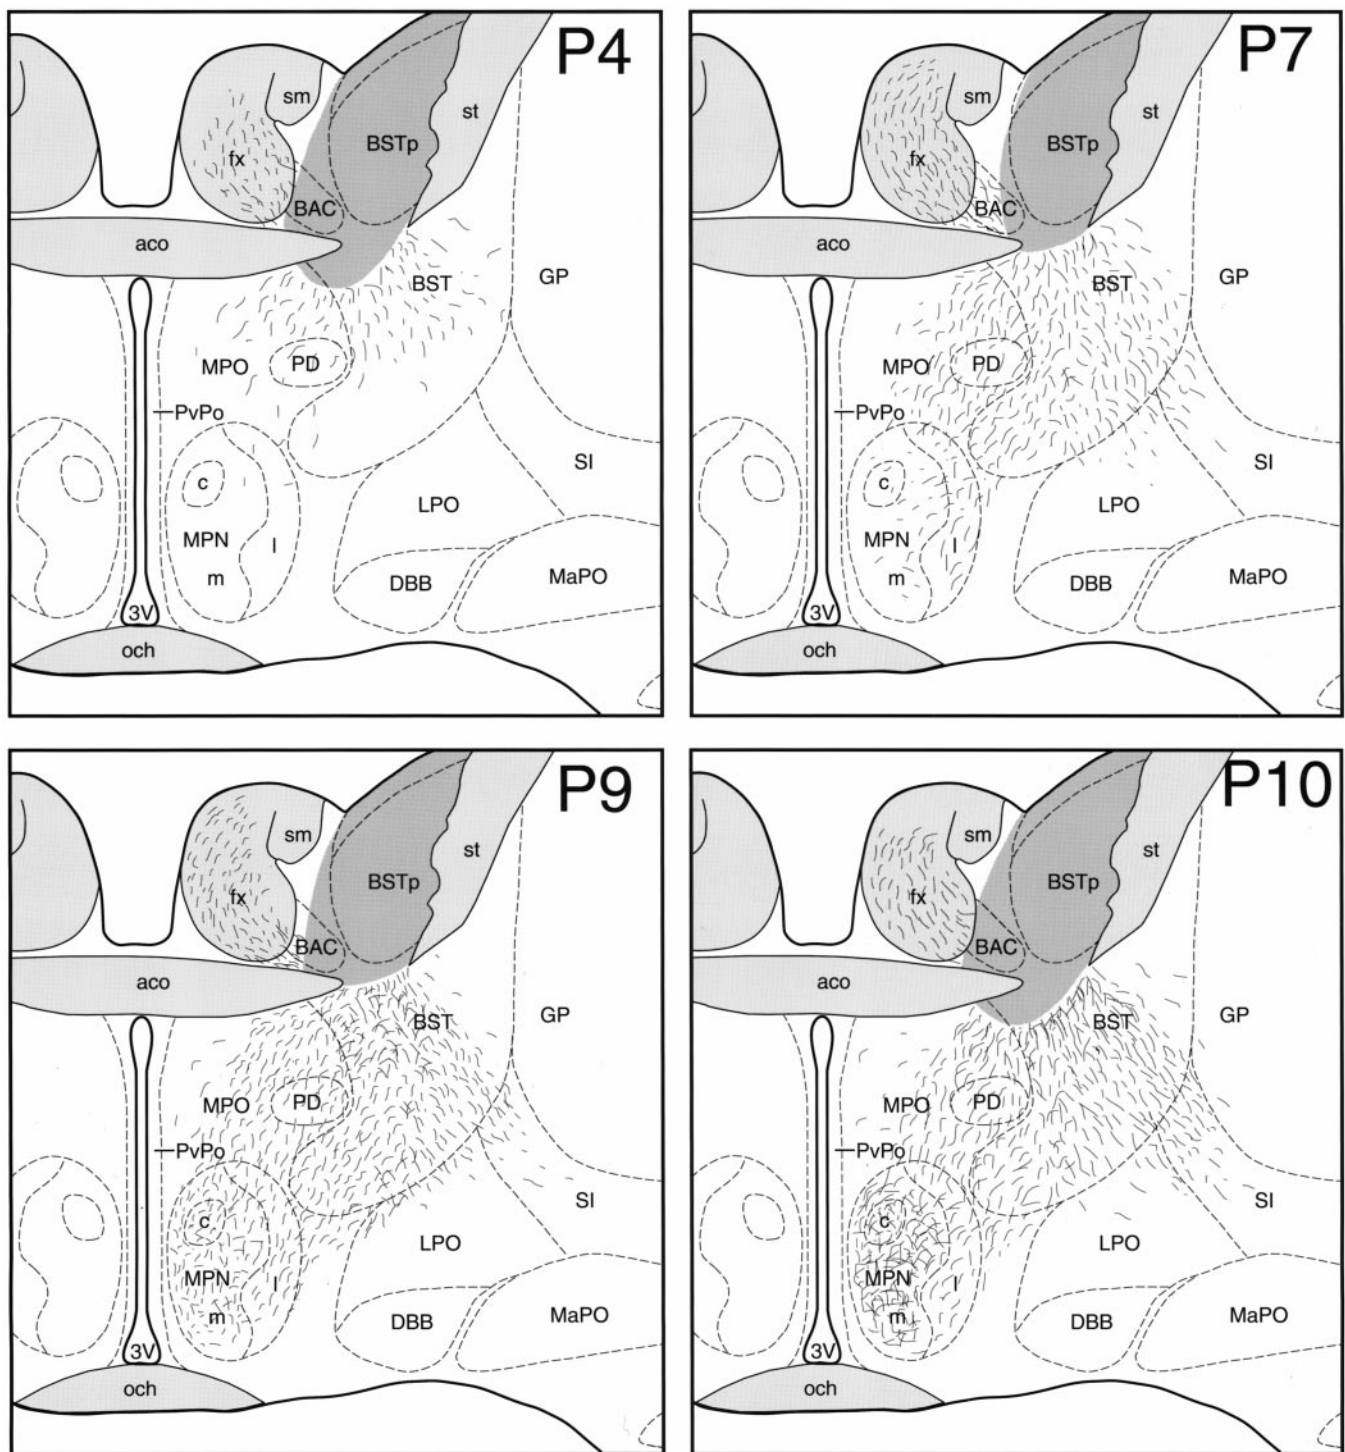 P4
sm
st
BSTp
fx
BAC
aco
BST
GP
MPO
PD
PvPo
c
SI
LPO
MPN
l
m
DBB
MaPO
3V
och
P7
sm
st
BSTp
fx
BAC
aco
BST
GP
MPO
PD
PvPo
c
SI
LPO
MPN
l
m
DBB
MaPO
3V
och
P9
sm
st
BSTp
fx
BAC
aco
BST
GP
MPO
PD
PvPo
c
SI
LPO
MPN
l
m
DBB
MaPO
3V
och
P10
sm
st
BSTp
fx
BAC
aco
BST
GP
MPO
PD
PvPo
c
SI
LPO
MPN
l
m
DBB
MaPO
3V
och